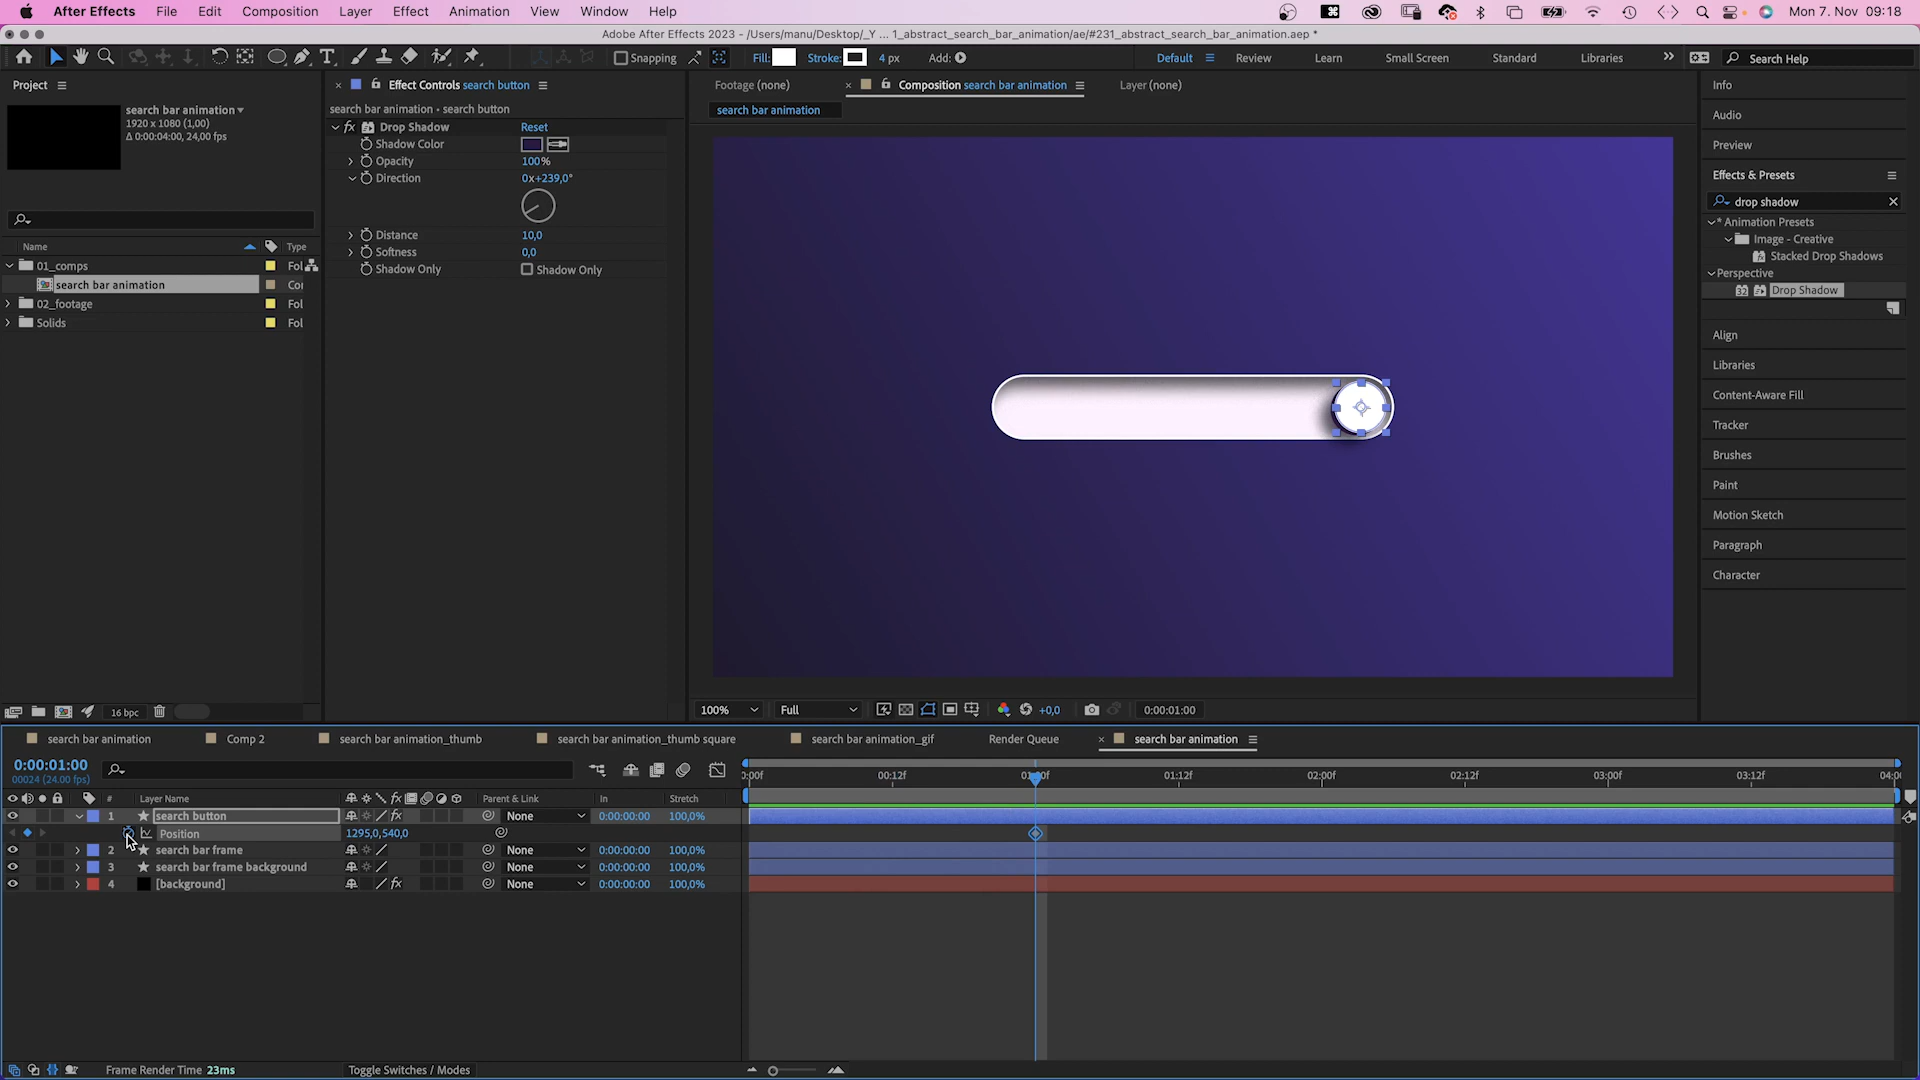 After Effects File Edit Composition Layer Effect Animation View Window Help Mon 7. Nov 09:18
Adobe After Effects 2023 - /Users/manu/Desktop/_Y ... 1_abstract_search_bar_animation/ae/#231_abstract_search_bar_animation.aep *
Snapping Fill: Stroke: 4 px Add: Default Review Learn Small Screen Standard Libraries Search Help
Project
search bar animation
1920 x 1080 (1,00)
Δ 0:00:04:00, 24,00 fps
Name Type
01_comps Fol
search bar animation Co
02_footage Fol
Solids Fol
16 bpc
Effect Controls search button
search bar animation • search button
fx Drop Shadow Reset
Shadow Color
Opacity 100%
Direction 0x+239,0°
Distance 10,0
Softness 0,0
Shadow Only Shadow Only
Footage (none) Composition search bar animation Layer (none)
search bar animation
100% Full +0,0 0:00:01:00
Info
Audio
Preview
Effects & Presets
drop shadow
* Animation Presets
Image - Creative
Stacked Drop Shadows
Perspective
32 Drop Shadow
Align
Libraries
Content-Aware Fill
Tracker
Brushes
Paint
Motion Sketch
Paragraph
Character
search bar animation Comp 2 search bar animation_thumb search bar animation_thumb square search bar animation_gif Render Queue search bar animation
0:00:01:00
00024 (24.00 fps)
:00f 00:12f 01:00f 01:12f 02:00f 02:12f 03:00f 03:12f 04:0
# Layer Name fx Parent & Link In Stretch
1 search button fx None 0:00:00:00 100,0%
Position 1295,0,540,0
2 search bar frame None 0:00:00:00 100,0%
3 search bar frame background None 0:00:00:00 100,0%
4 [background] fx None 0:00:00:00 100,0%
Frame Render Time 23ms Toggle Switches / Modes